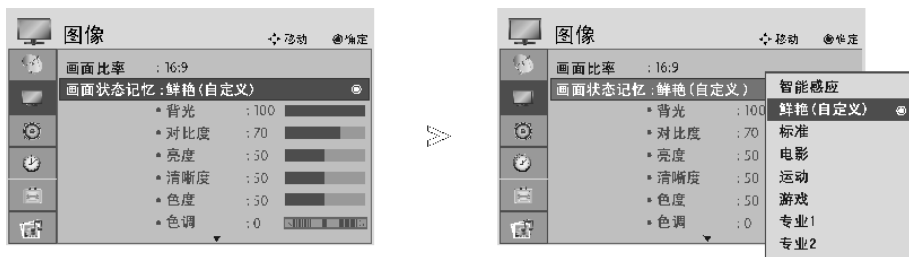 图像 移动 确定
画面比率 : 16:9
画面状态记忆 : 鲜艳(自定义)
• 背光 : 100
• 对比度 : 70
• 亮度 : 50
• 清晰度 : 50
• 色度 : 50
• 色调 : 0
图像 移动 确定
画面比率 : 16:9
画面状态记忆 : 鲜艳(自定义)
• 背光 : 100
• 对比度 : 70
• 亮度 : 50
• 清晰度 : 50
• 色度 : 50
• 色调 : 0
智能感应
鲜艳(自定义)
标准
电影
运动
游戏
专业1
专业2